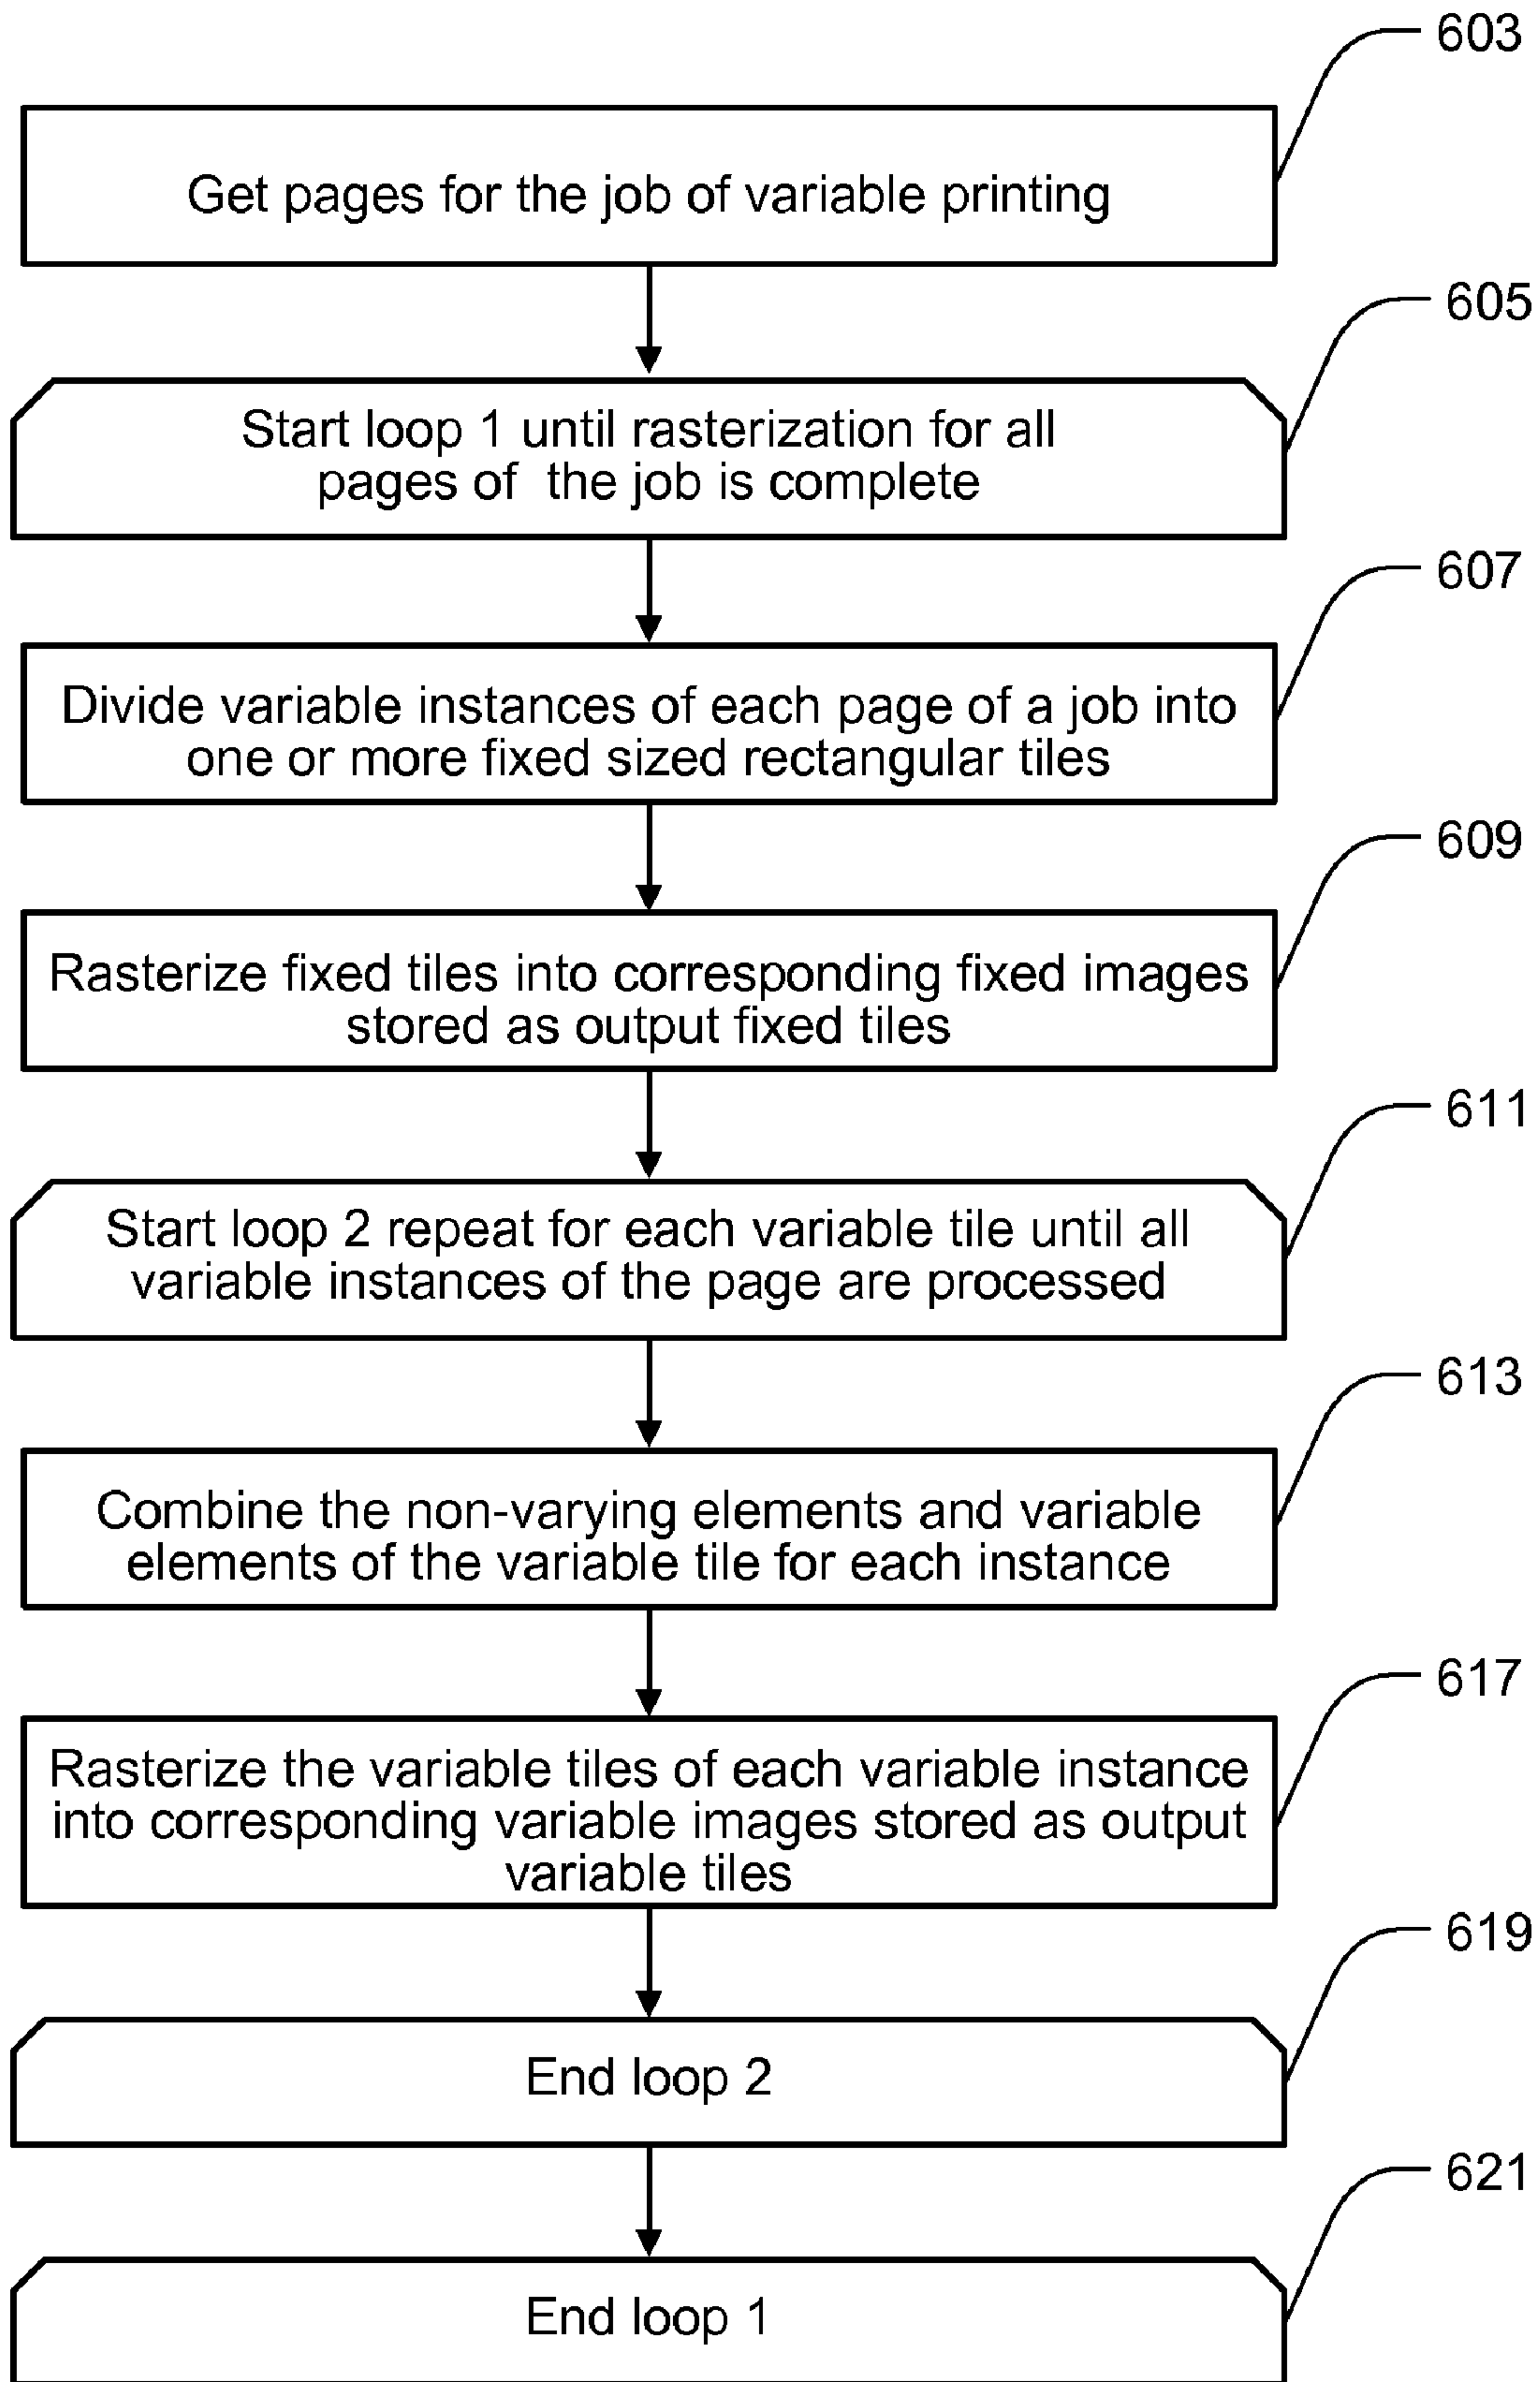 603
Get pages for the job of variable printing
605
Start loop 1 until rasterization for all
pages of the job is complete
607
Divide variable instances of each page of a job into
one or more fixed sized rectangular tiles
609
Rasterize fixed tiles into corresponding fixed images
stored as output fixed tiles
611
Start loop 2 repeat for each variable tile until all
variable instances of the page are processed
613
Combine the non-varying elements and variable
elements of the variable tile for each instance
617
Rasterize the variable tiles of each variable instance
into corresponding variable images stored as output
variable tiles
619
End loop 2
621
End loop 1